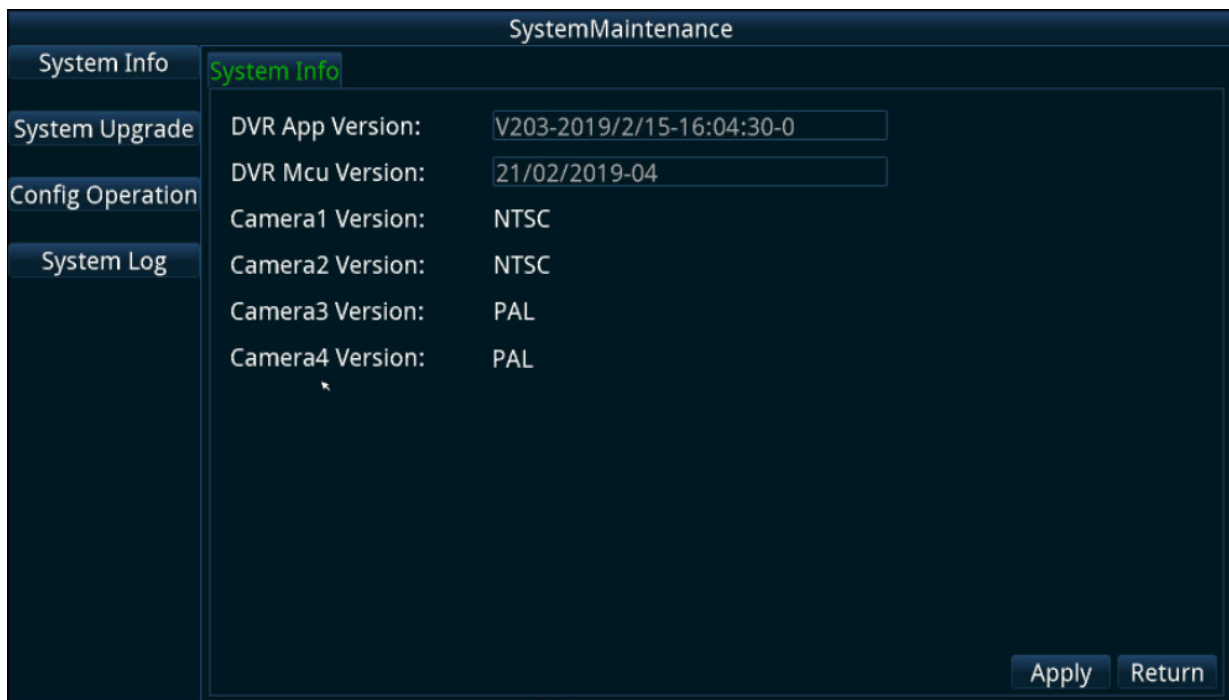 SystemMaintenance
System Info
System Upgrade
Config Operation
System Log
System Info
DVR App Version: V203-2019/2/15-16:04:30-0
DVR Mcu Version: 21/02/2019-04
Camera1 Version: NTSC
Camera2 Version: NTSC
Camera3 Version: PAL
Camera4 Version: PAL
Apply Return